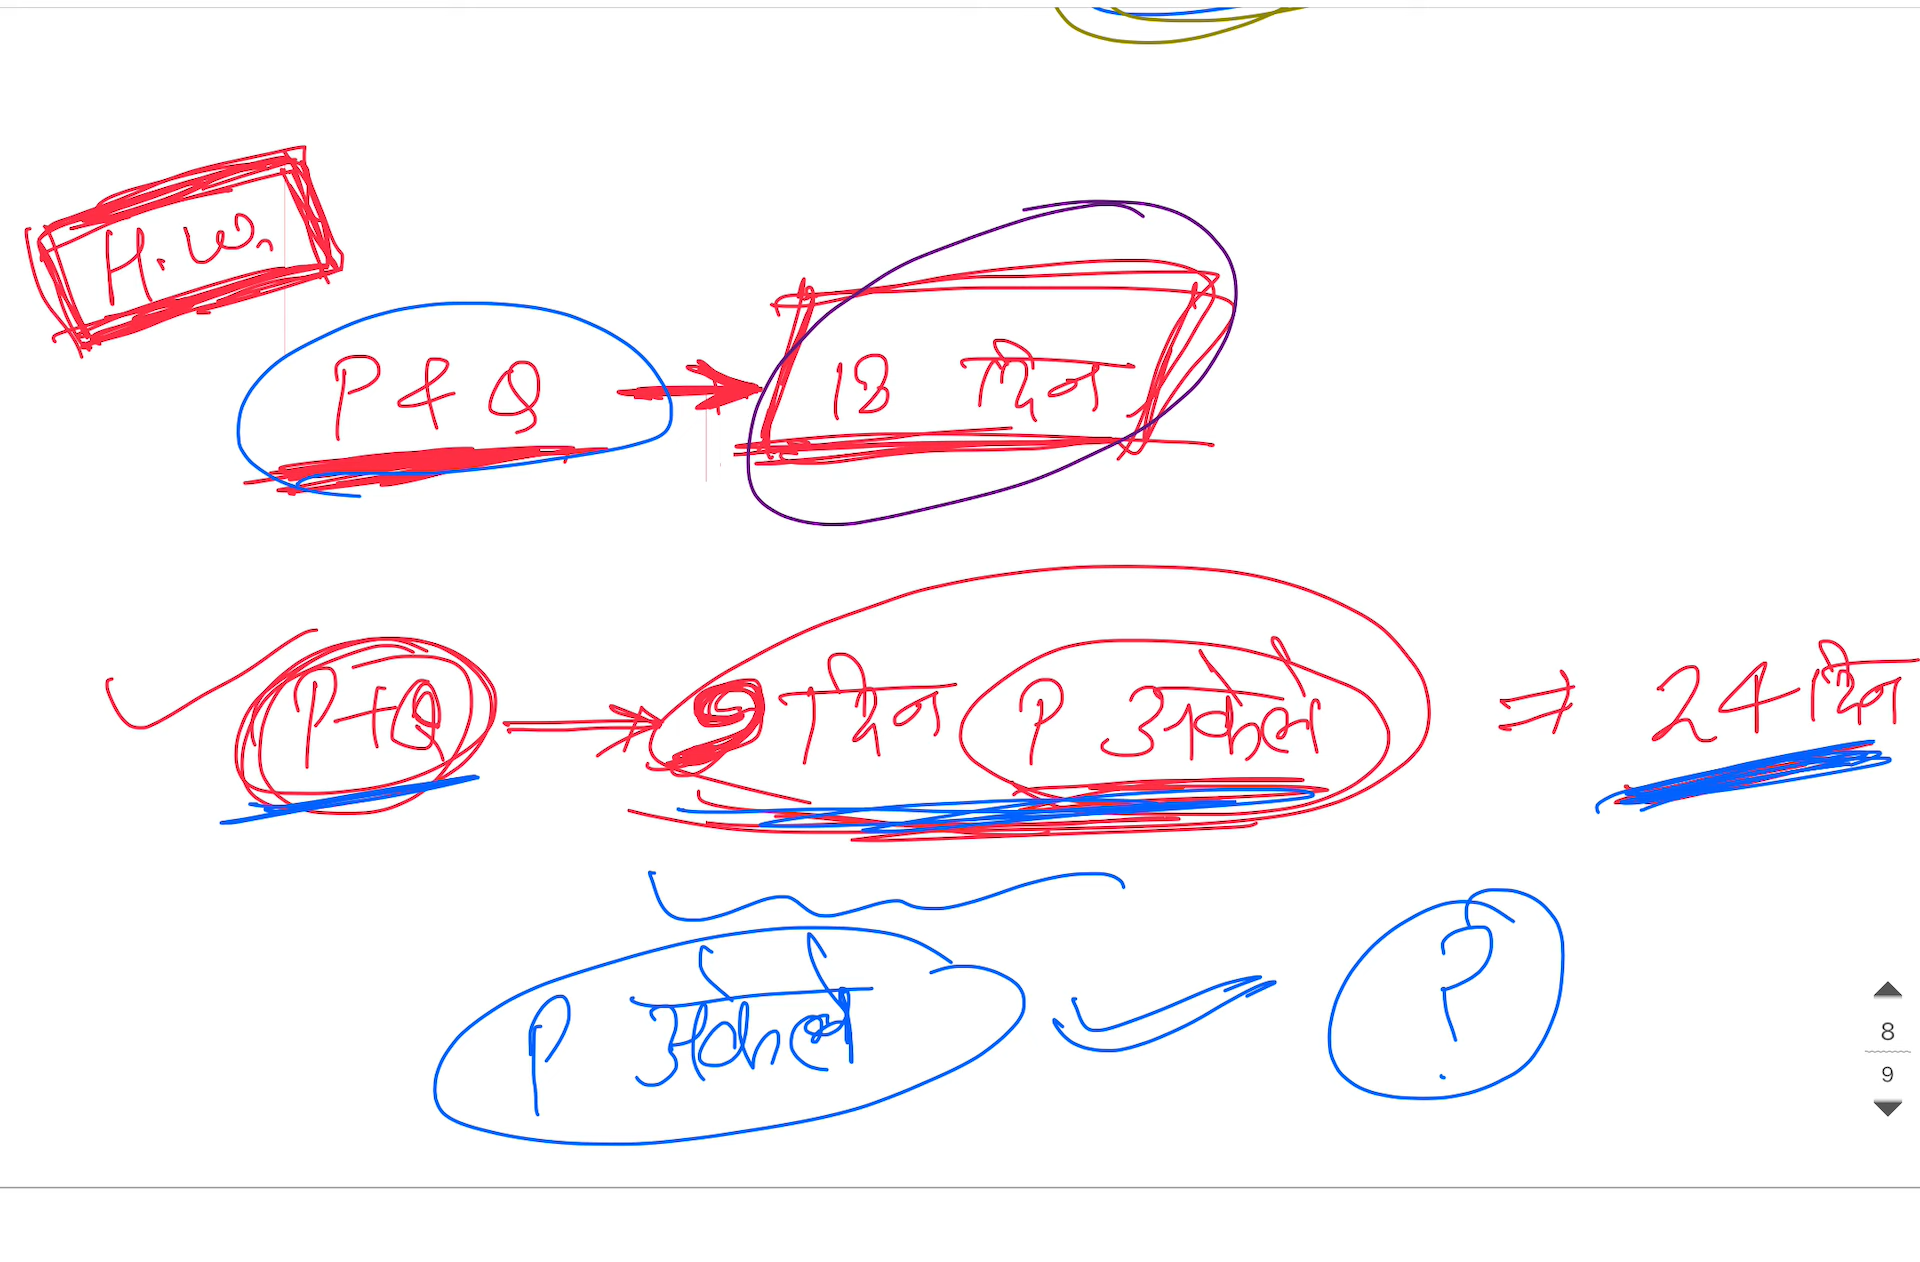 H.W.
P & Q → 18 दिन
P+Q → 9 दिन P अकेले ⇒ 24 दिन
P अकेले ?
8
9